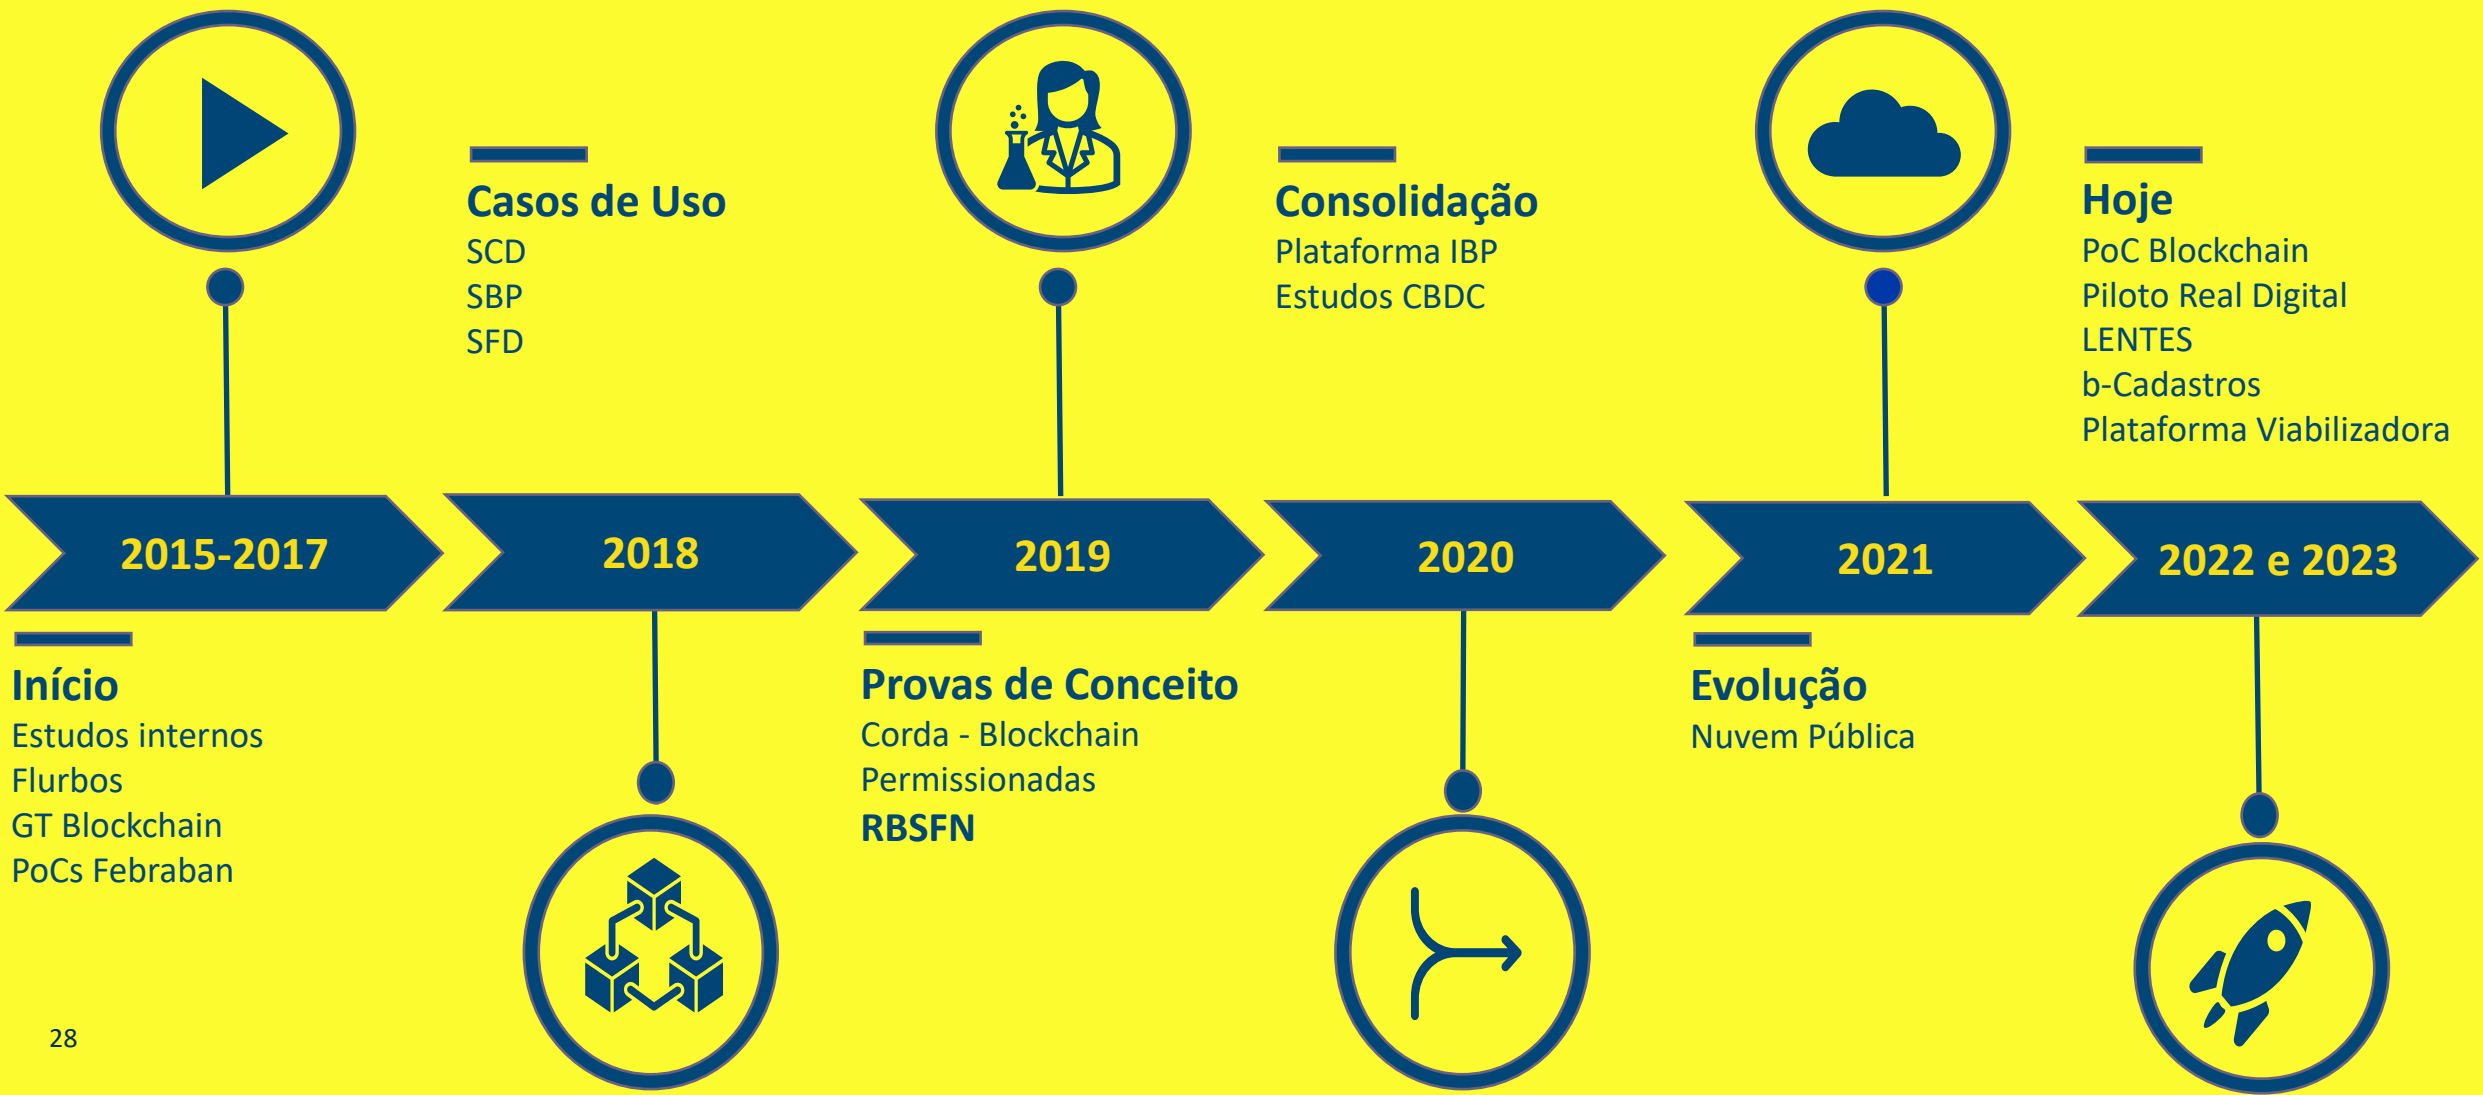 2015-2017
Início
Estudos internos
Flurbos
GT Blockchain
PoCs Febraban
Casos de Uso
SCD
SBP
SFD
2018
2019
Provas de Conceito
Corda - Blockchain
Permissionadas
RBSFN
Consolidação
Plataforma IBP
Estudos CBDC
2020
2021
Evolução
Nuvem Pública
Hoje
PoC Blockchain
Piloto Real Digital
LENTES
b-Cadastros
Plataforma Viabilizadora
2022 e 2023
28